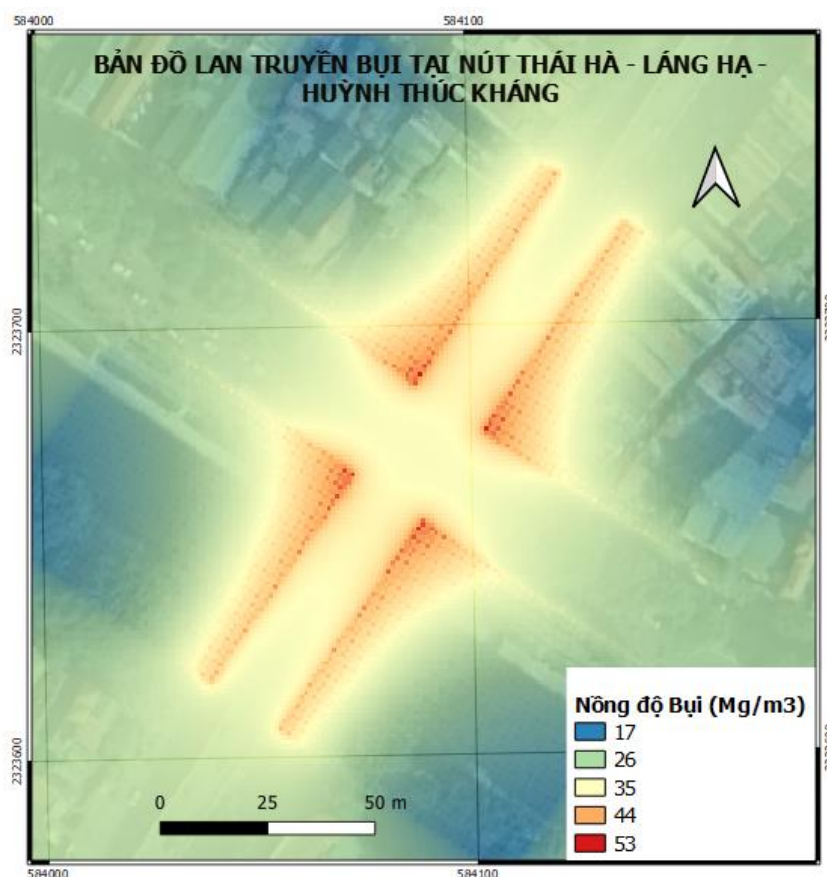 584000
584100
BẢN ĐỒ LAN TRUYỀN BỤI TẠI NÚT THÁI HÀ - LÁNG HẠ -
HUỲNH THÚC KHÁNG
2323700
2323600
0 25 50 m
Nồng độ Bụi (Mg/m3)
17
26
35
44
53
584000
584100